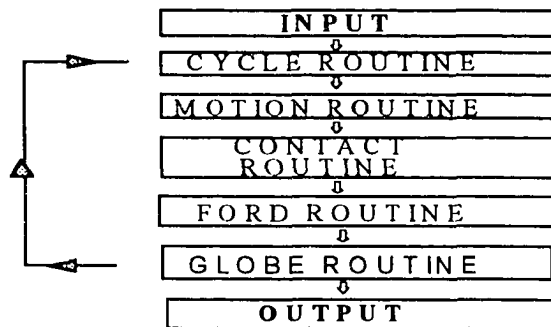 INPUT
CYCLE ROUTINE
MOTION ROUTINE
CONTACT
ROUTINE
FORD ROUTINE
GLOBE ROUTINE
OUTPUT